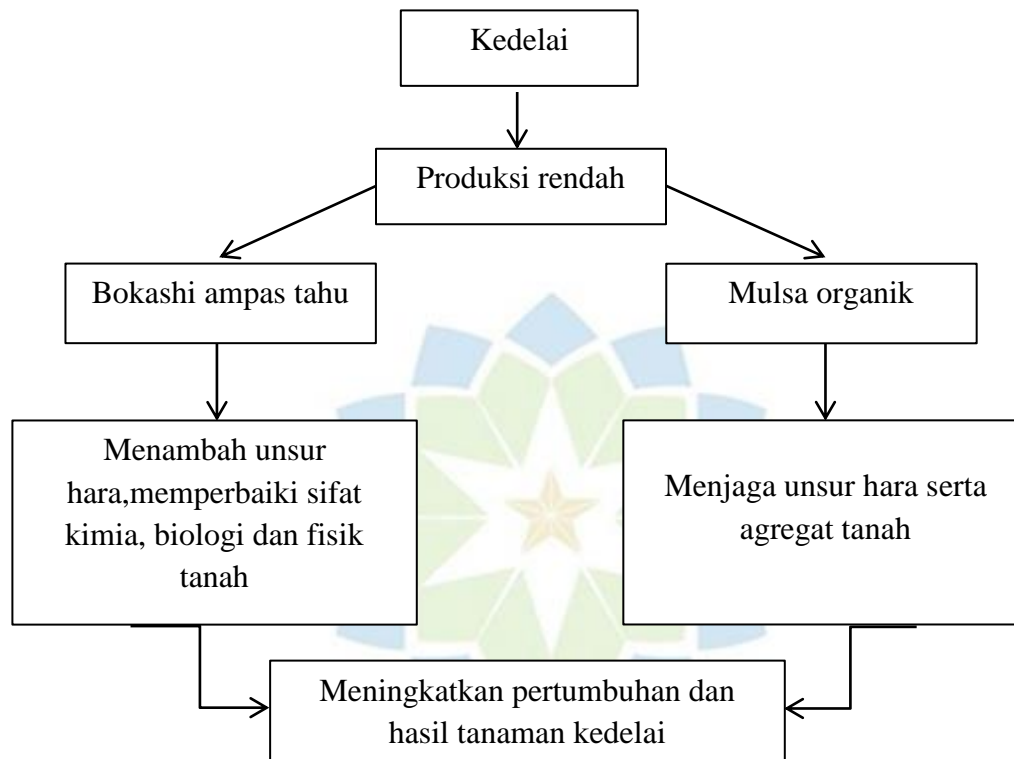 Kedelai
Produksi rendah
Bokashi ampas tahu
Mulsa organik
Menambah unsur
hara,memperbaiki sifat
kimia, biologi dan fisik
tanah
Menjaga unsur hara serta
agregat tanah
Meningkatkan pertumbuhan dan
hasil tanaman kedelai